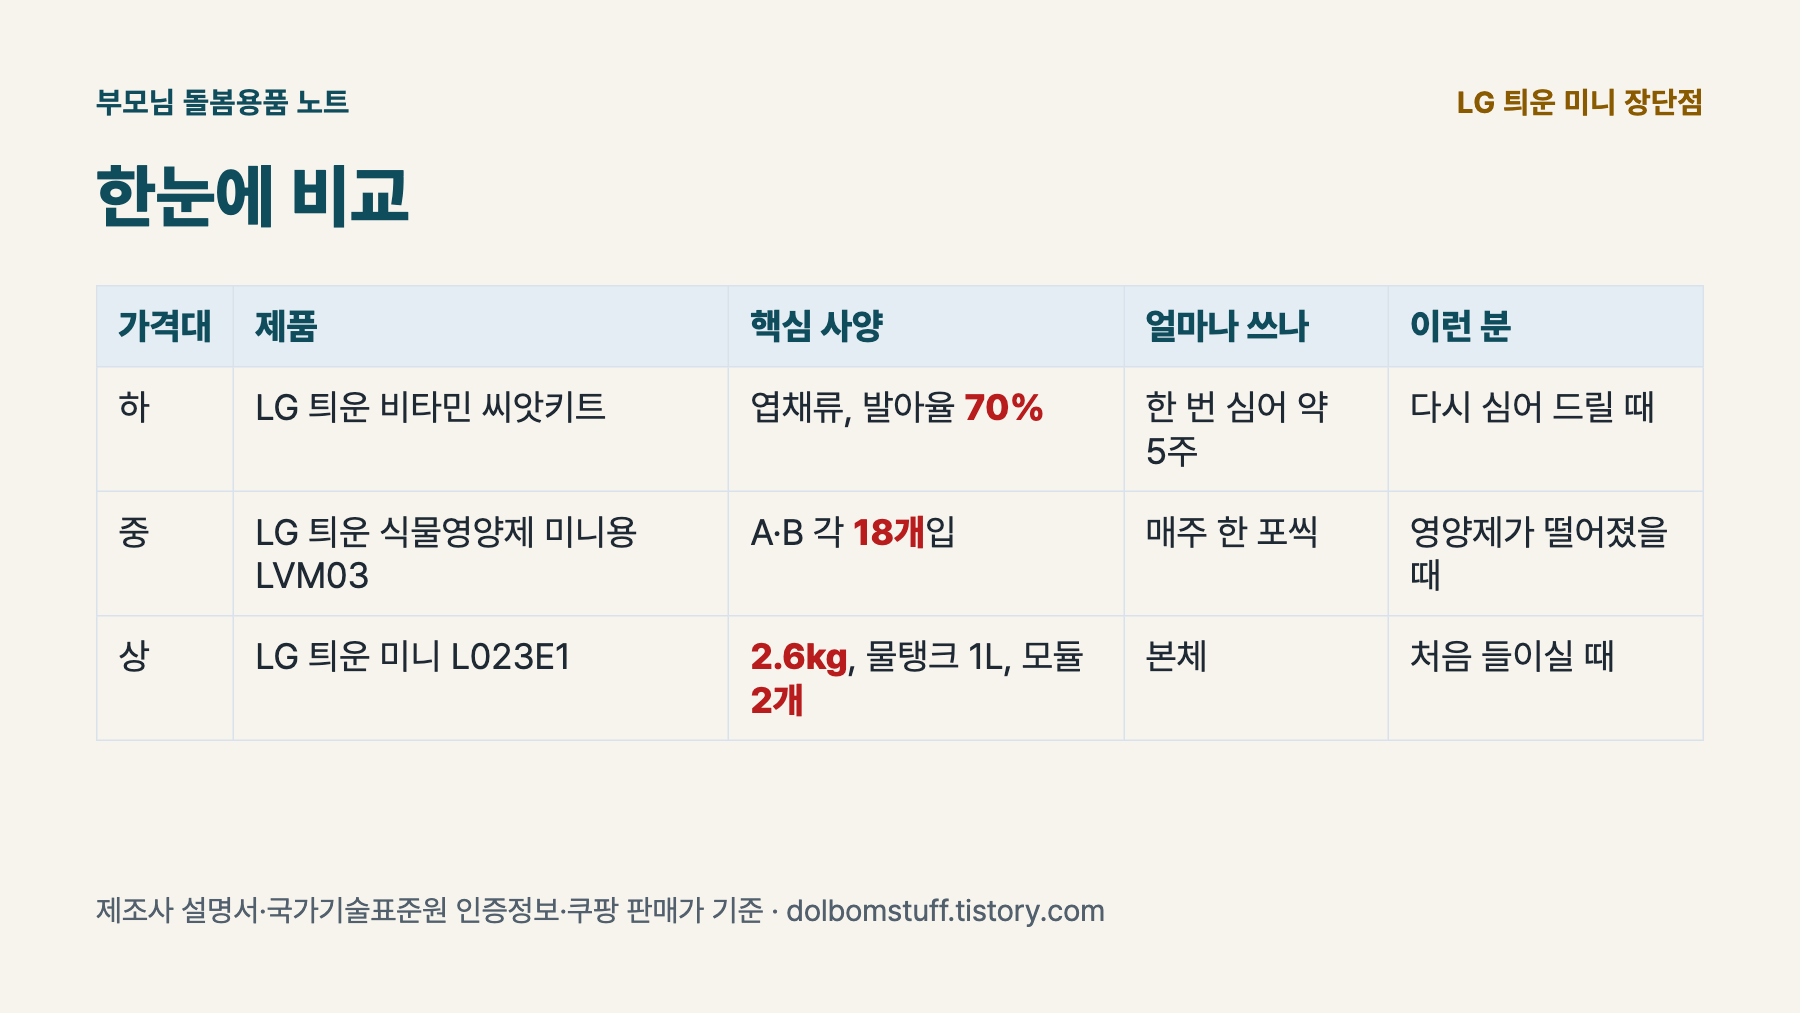 부모님 돌봄용품 노트
LG 틔운 미니 장단점
한눈에 비교
가격대 제품 핵심 사양 얼마나 쓰나 이런 분
하 LG 틔운 비타민 씨앗키트 엽채류, 발아율 70% 한 번 심어 약 다시 심어 드릴 때
5주
중 LG 틔운 식물영양제 미니용 A·B 각 18개입 매주 한 포씩 영양제가 떨어졌을
LVM03 때
상 LG 틔운 미니 L023E1 2.6kg, 물탱크 1L, 모듈 본체 처음 들이실 때
2개
제조사 설명서·국가기술표준원 인증정보·쿠팡 판매가 기준 · dolbomstuff.tistory.com